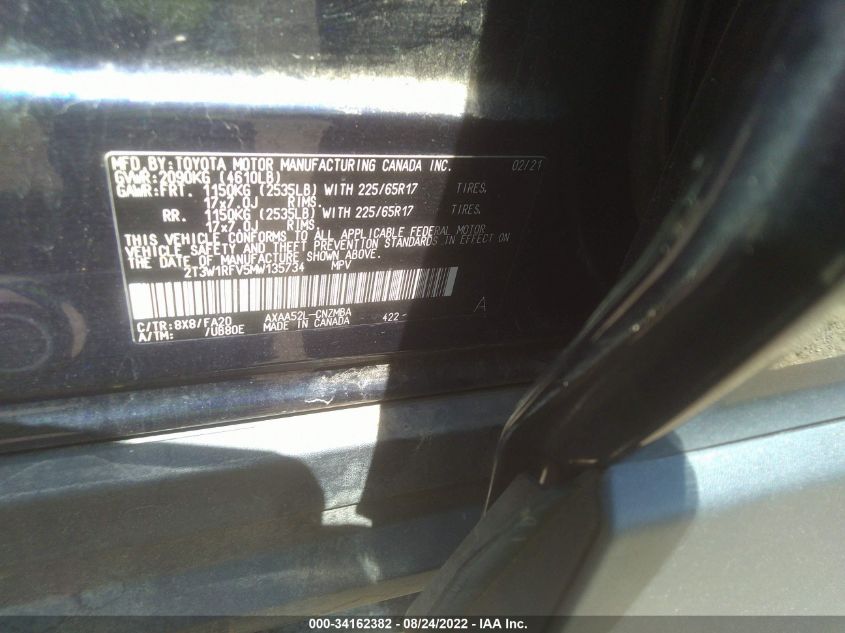 MFD.BY:TOYOTA MOTOR MANUFACTURING CANADA INC. 02/21
GVWR:2090KG (4610LB)
GAWR:FRT. 1150KG (2535LB) WITH 225/65R17 TIRES,
17x7.0J RIMS.
RR. 1150KG (2535LB) WITH 225/65R17 TIRES,
17x7.0J RIMS
THIS VEHICLE CONFORMS TO ALL APPLICABLE FEDERAL MOTOR
VEHICLE SAFETY AND THEFT PREVENTION STANDARDS IN EFFECT ON
THE DATE OF MANUFACTURE SHOWN ABOVE.
2T3W1RFV5MW135734 MPV
C/TR:8X8/FA20 AXAA52L-CNZMBA 422- A
A/TM: /U880E MADE IN CANADA
000-34162382 - 08/24/2022 - IAA Inc.